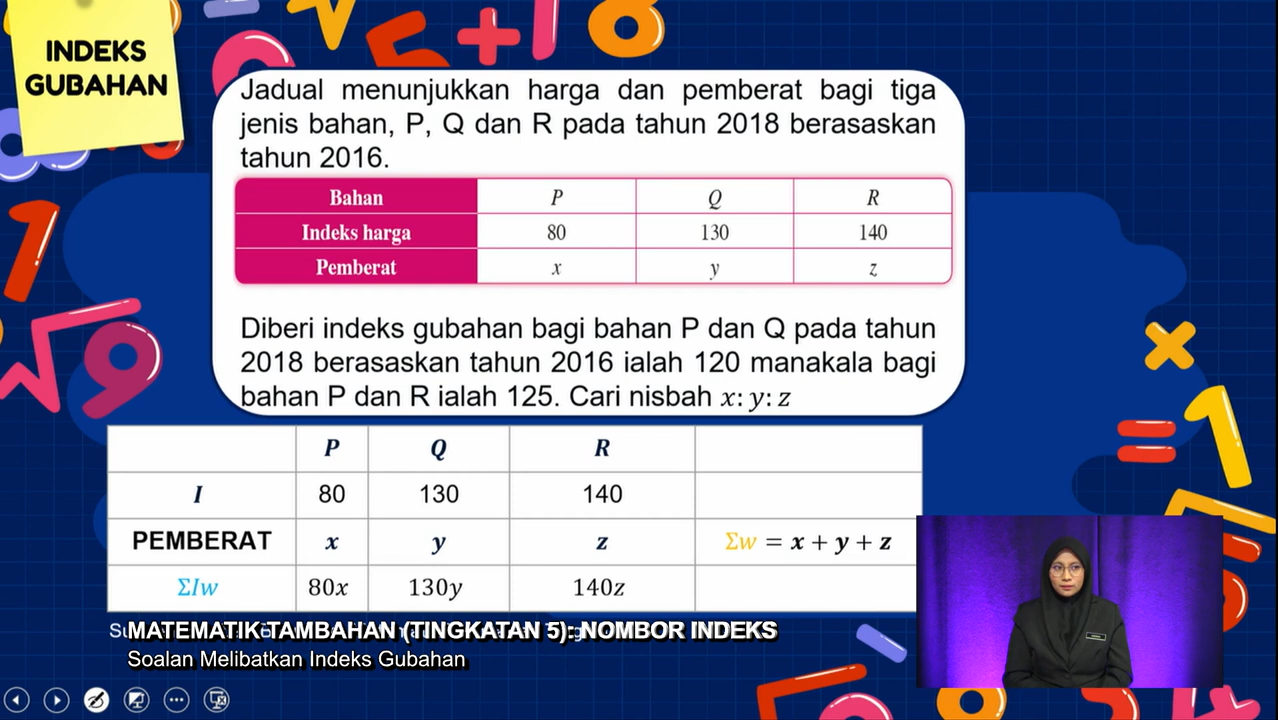 INDEKS
GUBAHAN
Jadual menunjukkan harga dan pemberat bagi tiga
jenis bahan, P, Q dan R pada tahun 2018 berasaskan
tahun 2016.
Bahan P Q R
Indeks harga 80 130 140
Pemberat x y z
Diberi indeks gubahan bagi bahan P dan Q pada tahun
2018 berasaskan tahun 2016 ialah 120 manakala bagi
bahan P dan R ialah 125. Cari nisbah x: y: z
P Q R
I 80 130 140
PEMBERAT x y z Σw = x + y + z
ΣIw 80x 130y 140z
MATEMATIK TAMBAHAN (TINGKATAN 5): NOMBOR INDEKS
Soalan Melibatkan Indeks Gubahan